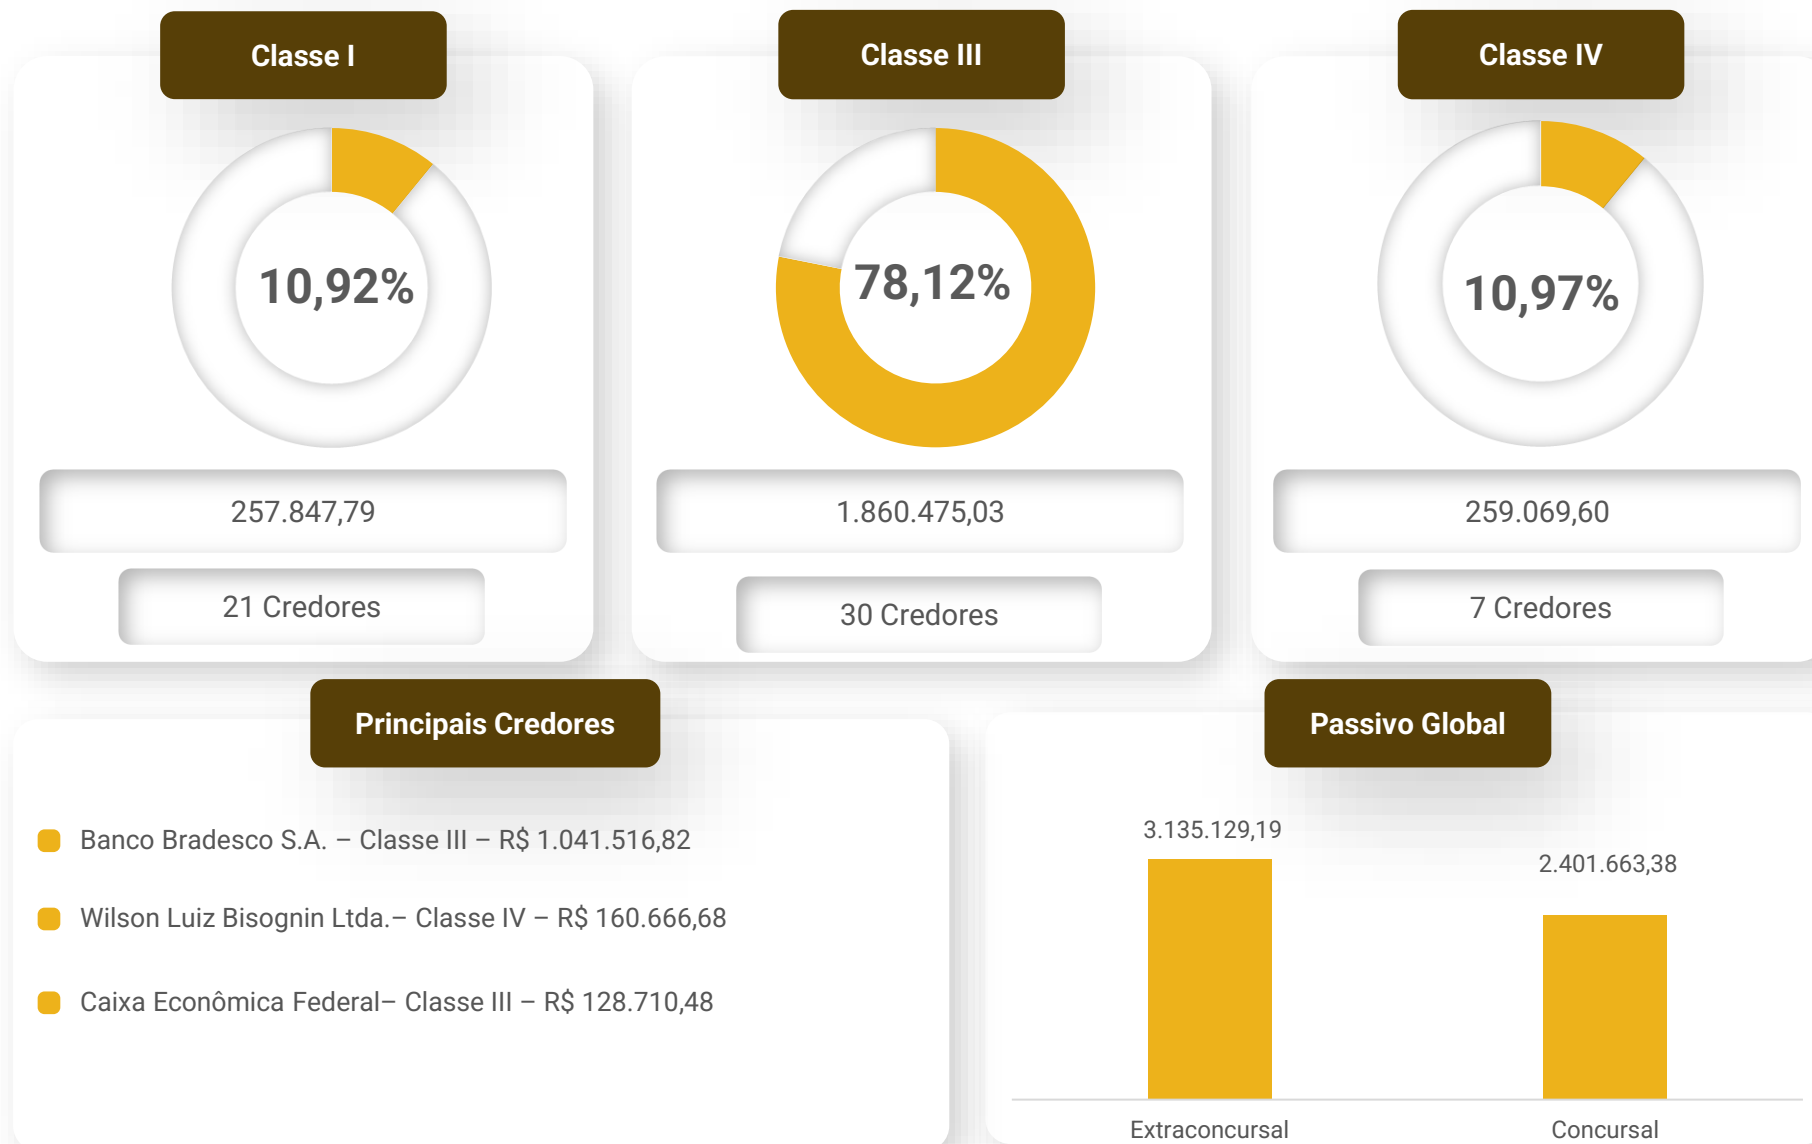 Classe I
10,92%
257.847,79
21 Credores
Classe III
78,12%
1.860.475,03
30 Credores
Classe IV
10,97%
259.069,60
7 Credores
Principais Credores
Banco Bradesco S.A. – Classe III – R$ 1.041.516,82
Wilson Luiz Bisognin Ltda.– Classe IV – R$ 160.666,68
Caixa Econômica Federal– Classe III – R$ 128.710,48
Passivo Global
3.135.129,19
2.401.663,38
Extraconcursal
Concursal